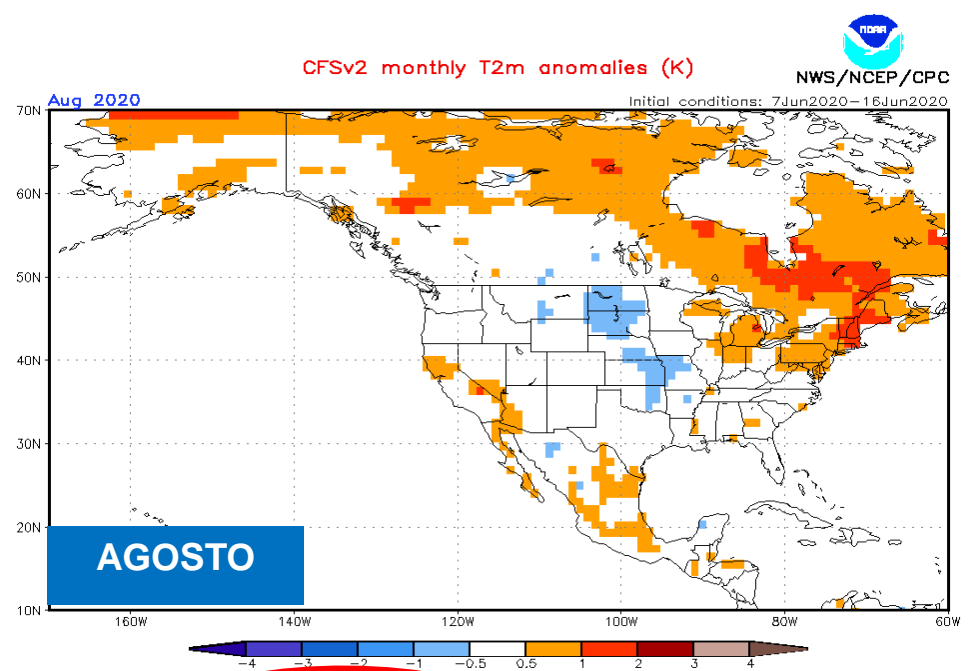 NOAA
NWS/NCEP/CPC
CFSv2 monthly T2m anomalies (K)
Aug 2020
Initial conditions: 7Jun2020–16Jun2020
70N
60N
50N
40N
30N
20N
10N
AGOSTO
160W
140W
120W
100W
80W
60W
-4
-3
-2
-1
-0.5
0.5
1
2
3
4